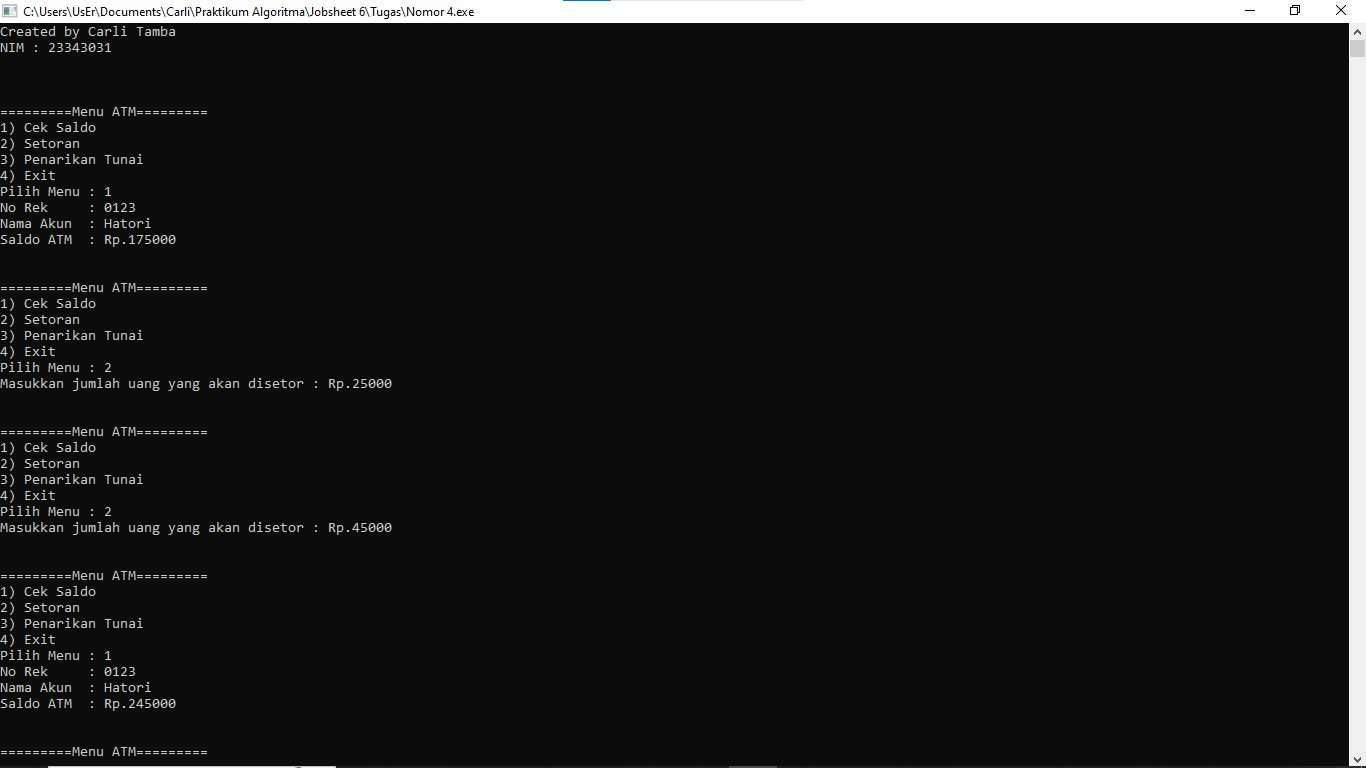 C:\Users\UsEr\Documents\Carli\Praktikum Algoritma\Jobsheet 6\Tugas\Nomor 4.exe
Created by Carli Tamba
NIM : 23343031
=========Menu ATM=========
1) Cek Saldo
2) Setoran
3) Penarikan Tunai
4) Exit
Pilih Menu : 1
No Rek     : 0123
Nama Akun  : Hatori
Saldo ATM  : Rp.175000
=========Menu ATM=========
1) Cek Saldo
2) Setoran
3) Penarikan Tunai
4) Exit
Pilih Menu : 2
Masukkan jumlah uang yang akan disetor : Rp.25000
=========Menu ATM=========
1) Cek Saldo
2) Setoran
3) Penarikan Tunai
4) Exit
Pilih Menu : 2
Masukkan jumlah uang yang akan disetor : Rp.45000
=========Menu ATM=========
1) Cek Saldo
2) Setoran
3) Penarikan Tunai
4) Exit
Pilih Menu : 1
No Rek     : 0123
Nama Akun  : Hatori
Saldo ATM  : Rp.245000
=========Menu ATM=========